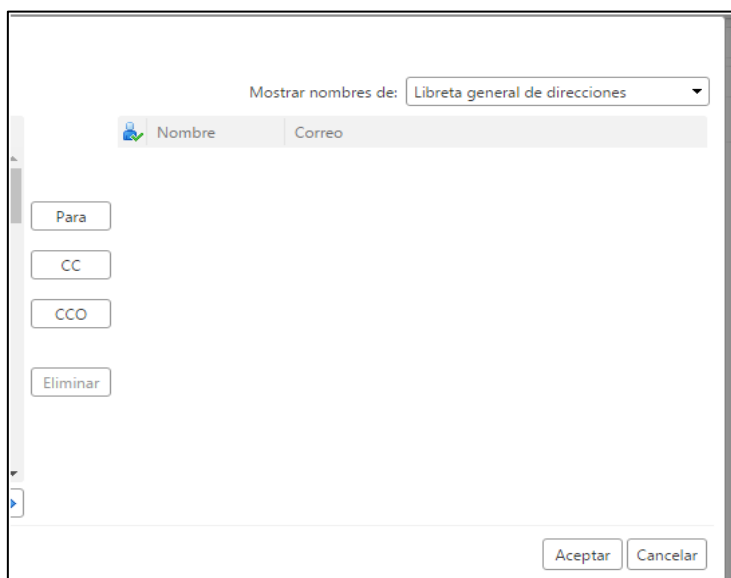 Mostrar nombres de: Libreta general de direcciones
Nombre Correo
Para
CC
CCO
Eliminar
Aceptar Cancelar